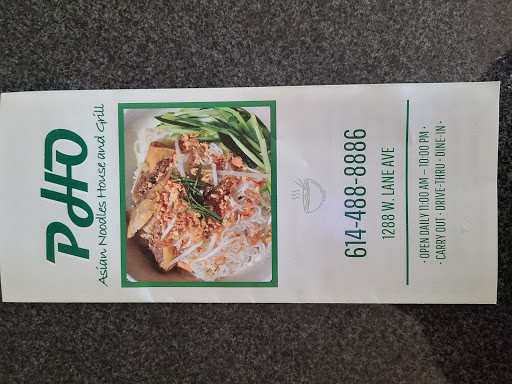 PHO
Asian Noodles House and Grill
614-488-8886
1288 W. LANE AVE
· OPEN DAILY 11:00 AM – 10:00 PM ·
· CARRY OUT · DRIVE-THRU · DINE-IN ·